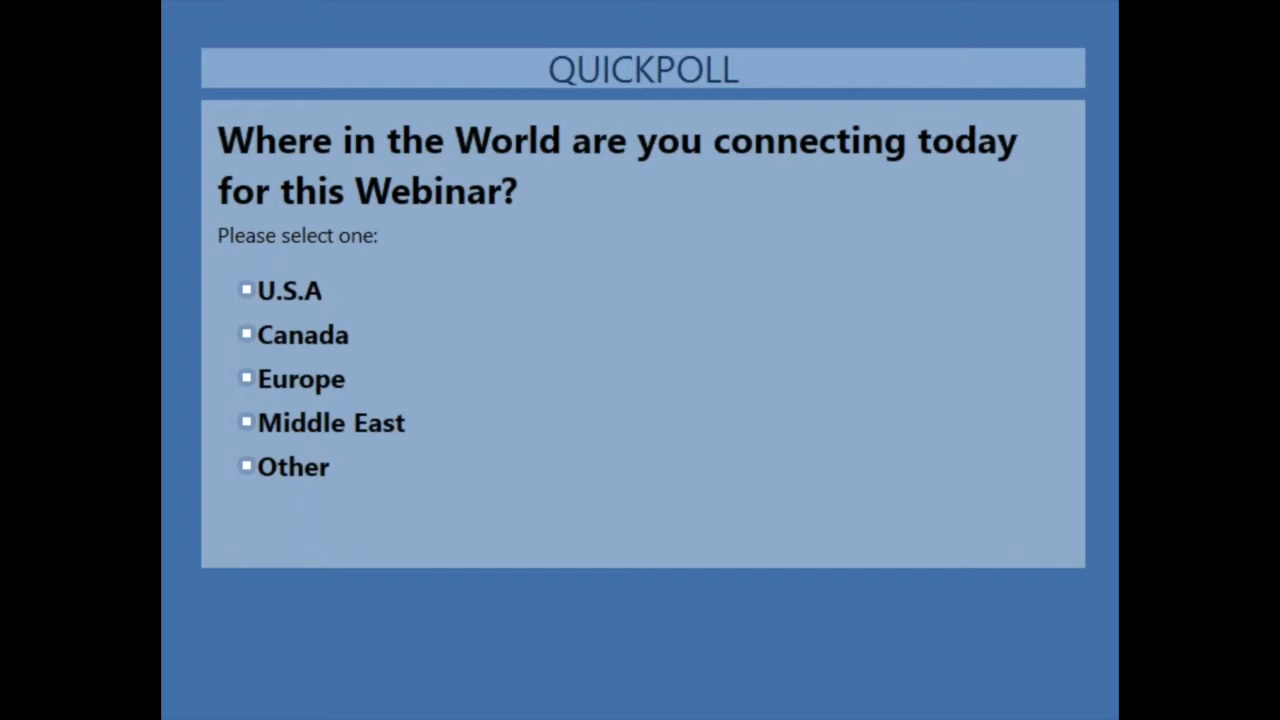 QUICKPOLL
Where in the World are you connecting today
for this Webinar?
Please select one:
U.S.A
Canada
Europe
Middle East
Other